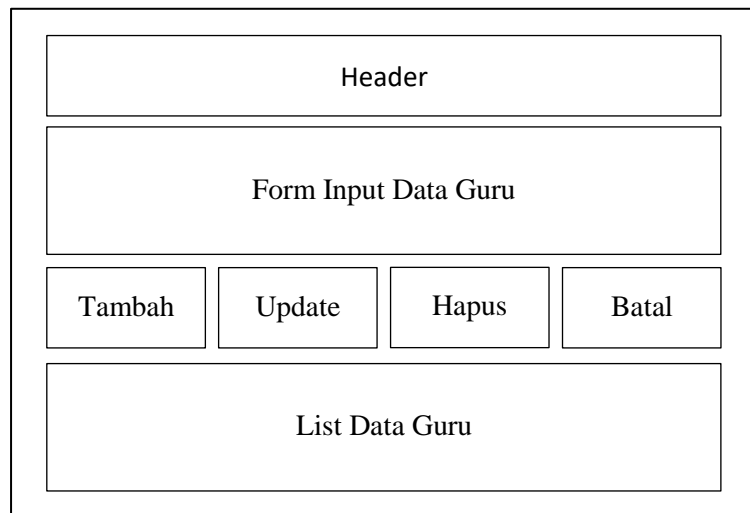 Header
Form Input Data Guru
Tambah
Update
Hapus
Batal
List Data Guru